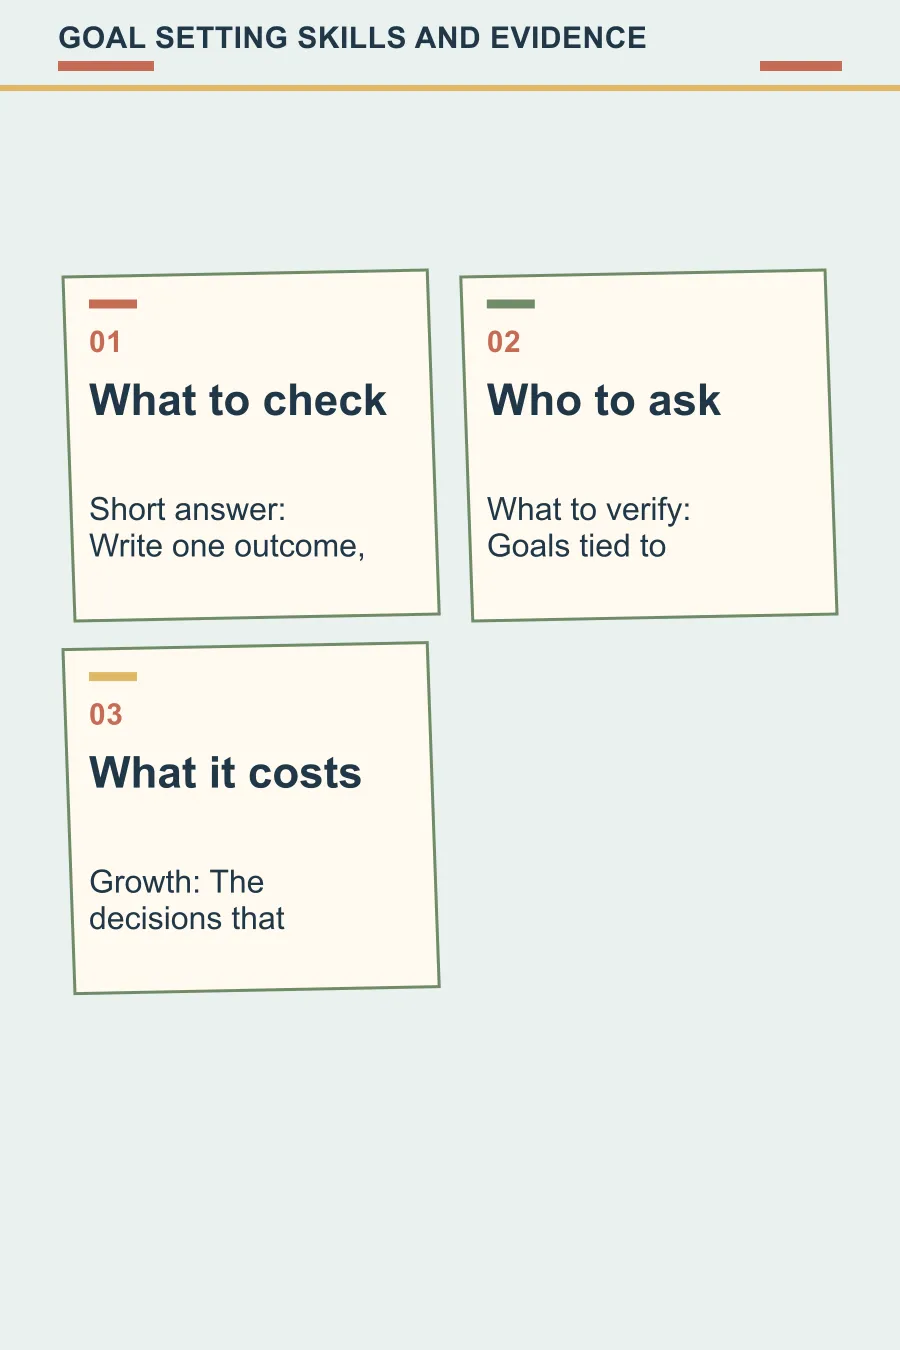 GOAL SETTING SKILLS AND EVIDENCE
01
What to check
Short answer:
Write one outcome,
02
Who to ask
What to verify:
Goals tied to
03
What it costs
Growth: The
decisions that